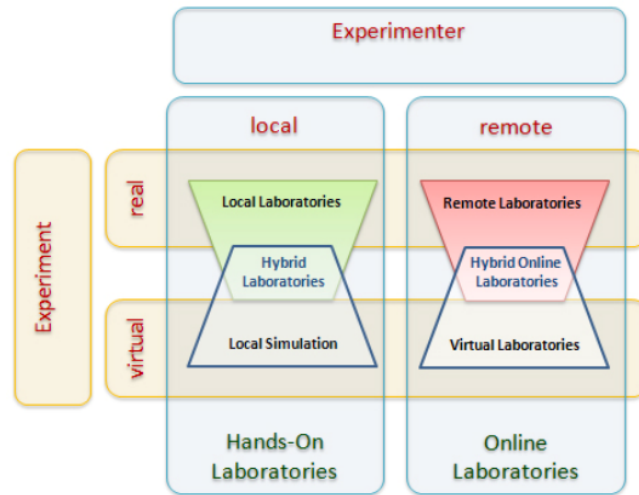 Experimenter
local
remote
Experiment
real
Local Laboratories
Remote Laboratories
Hybrid
Laboratories
Hybrid Online
Laboratories
virtual
Local Simulation
Virtual Laboratories
Hands-On
Laboratories
Online
Laboratories